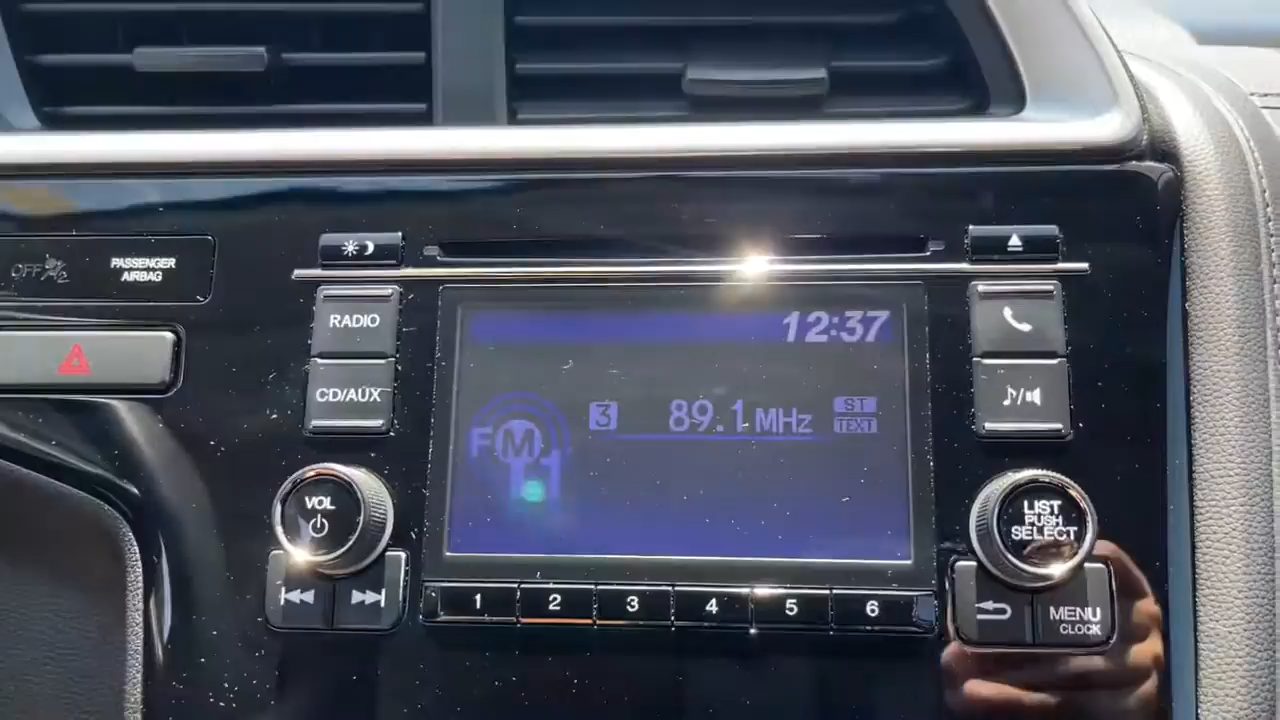 OFF
PASSENGER
AIRBAG
RADIO
CD/AUX
12:37
FM
1
3 89.1 MHz
ST
TEXT
VOL
LIST
PUSH
SELECT
1 2 3 4 5 6
MENU
CLOCK